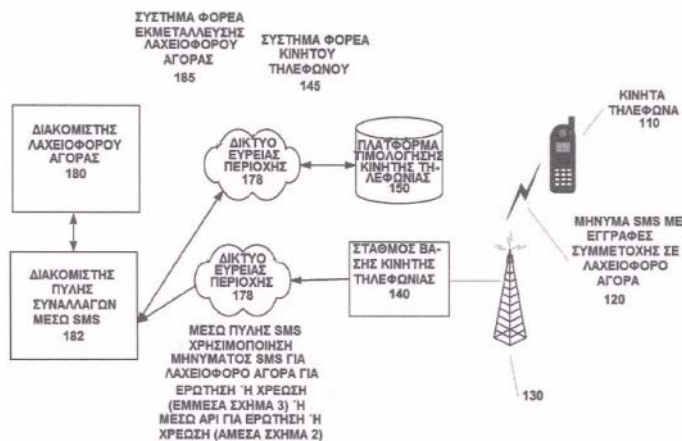 ΣΥΣΤΗΜΑ ΦΟΡΕΑ
ΕΚΜΕΤΑΛΛΕΥΣΗΣ
ΛΑΧΕΙΟΦΟΡΟΥ
ΑΓΟΡΑΣ
185
ΣΥΣΤΗΜΑ ΦΟΡΕΑ
ΚΙΝΗΤΟΥ
ΤΗΛΕΦΩΝΟΥ
145
ΔΙΑΚΟΜΙΣΤΗΣ
ΛΑΧΕΙΟΦΟΡΟΥ
ΑΓΟΡΑΣ
180
ΔΙΚΤΥΟ
ΕΥΡΕΙΑΣ
ΠΕΡΙΟΧΗΣ
178
ΠΛΑΤΦΟΡΜΑ
ΤΙΜΟΛΟΓΗΣΗΣ
ΚΙΝΗΤΗΣ ΤΗ-
ΛΕΦΩΝΙΑΣ
150
ΚΙΝΗΤΑ
ΤΗΛΕΦΩΝΑ
110
ΜΗΝΥΜΑ SMS ΜΕ
ΕΓΓΡΑΦΕΣ
ΣΥΜΜΕΤΟΧΗΣ ΣΕ
ΛΑΧΕΙΟΦΟΡΟ
ΑΓΟΡΑ
120
ΔΙΑΚΟΜΙΣΤΗΣ
ΠΥΛΗΣ
ΣΥΝΑΛΛΑΓΩΝ
ΜΕΣΩ SMS
182
ΔΙΚΤΥΟ
ΕΥΡΕΙΑΣ
ΠΕΡΙΟΧΗΣ
178
ΣΤΑΘΜΟΣ ΒΑ-
ΣΗΣ ΚΙΝΗΤΗΣ
ΤΗΛΕΦΩΝΙΑΣ
140
130
ΜΕΣΩ ΠΥΛΗΣ SMS
ΧΡΗΣΙΜΟΠΟΙΗΣΗ
ΜΗΝΥΜΑΤΟΣ SMS ΓΙΑ
ΛΑΧΕΙΟΦΟΡΟ ΑΓΟΡΑ ΓΙΑ
ΕΡΩΤΗΣΗ Ή ΧΡΕΩΣΗ
(ΕΜΜΕΣΑ ΣΧΗΜΑ 3) Ή
ΜΕΣΩ API ΓΙΑ ΕΡΩΤΗΣΗ Ή
ΧΡΕΩΣΗ (ΑΜΕΣΑ ΣΧΗΜΑ 2)